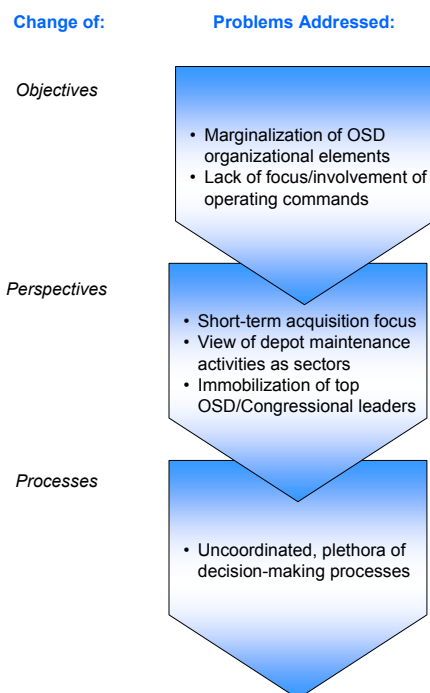 Change of: Problems Addressed:
Objectives
• Marginalization of OSD
organizational elements
• Lack of focus/involvement of
operating commands
Perspectives
• Short-term acquisition focus
• View of depot maintenance
activities as sectors
• Immobilization of top
OSD/Congressional leaders
Processes
• Uncoordinated, plethora of
decision-making processes